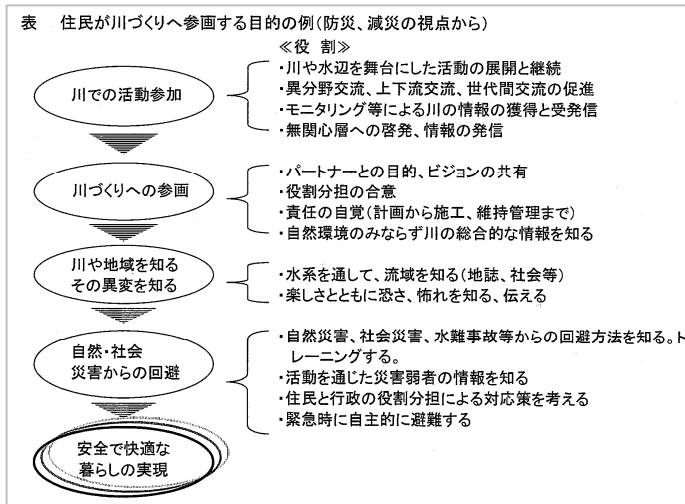 表　住民が川づくりへ参画する目的の例(防災、減災の視点から)
≪役 割≫
川での活動参加
・川や水辺を舞台にした活動の展開と継続
・異分野交流、上下流交流、世代間交流の促進
・モニタリング等による川の情報の獲得と受発信
・無関心層への啓発、情報の発信
川づくりへの参画
・パートナーとの目的、ビジョンの共有
・役割分担の合意
・責任の自覚(計画から施工、維持管理まで)
・自然環境のみならず川の総合的な情報を知る
川や地域を知る
その異変を知る
・水系を通して、流域を知る(地誌、社会等)
・楽しさとともに恐さ、怖れを知る、伝える
自然・社会
災害からの回避
・自然災害、社会災害、水難事故等からの回避方法を知る。ト
レーニングする。
・活動を通じた災害弱者の情報を知る
・住民と行政の役割分担による対応策を考える
・緊急時に自主的に避難する
安全で快適な
暮らしの実現